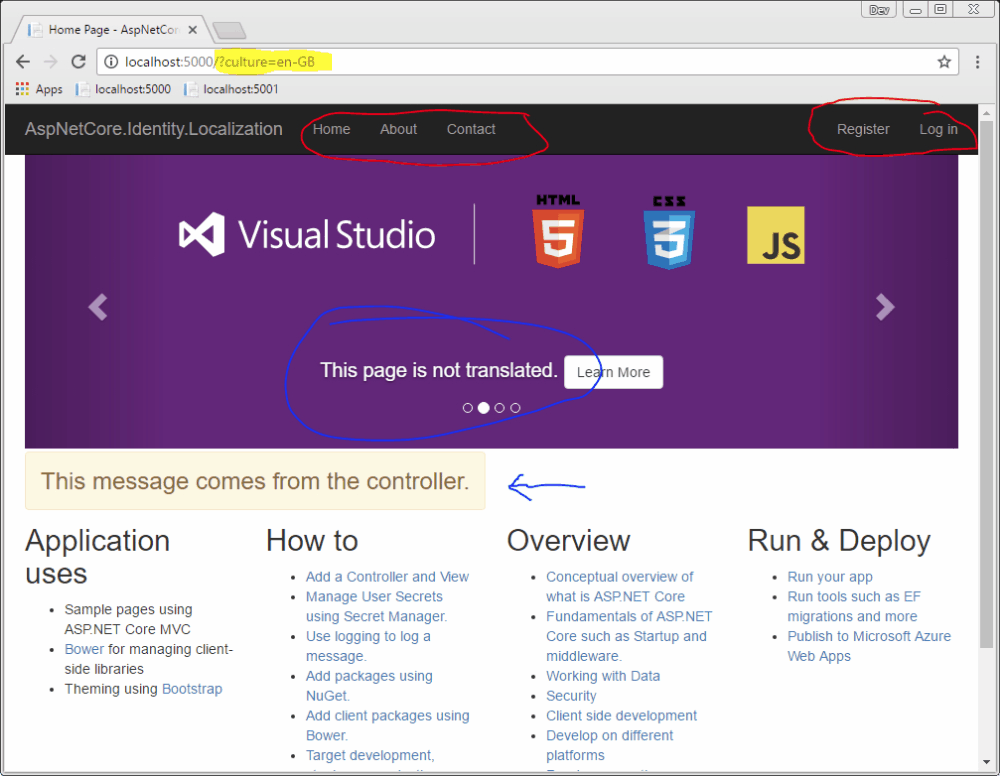 Dev
Home Page - AspNetCor
localhost:5000/?culture=en-GB
Apps localhost:5000 localhost:5001
AspNetCore.Identity.Localization Home About Contact Register Log in
Visual Studio HTML 5 CSS 3 JS
This page is not translated. Learn More
This message comes from the controller.
Application
uses
Sample pages using
ASP.NET Core MVC
Bower for managing client-
side libraries
Theming using Bootstrap
How to
Add a Controller and View
Manage User Secrets
using Secret Manager.
Use logging to log a
message.
Add packages using
NuGet.
Add client packages using
Bower.
Target development,
Overview
Conceptual overview of
what is ASP.NET Core
Fundamentals of ASP.NET
Core such as Startup and
middleware.
Working with Data
Security
Client side development
Develop on different
platforms
Run & Deploy
Run your app
Run tools such as EF
migrations and more
Publish to Microsoft Azure
Web Apps